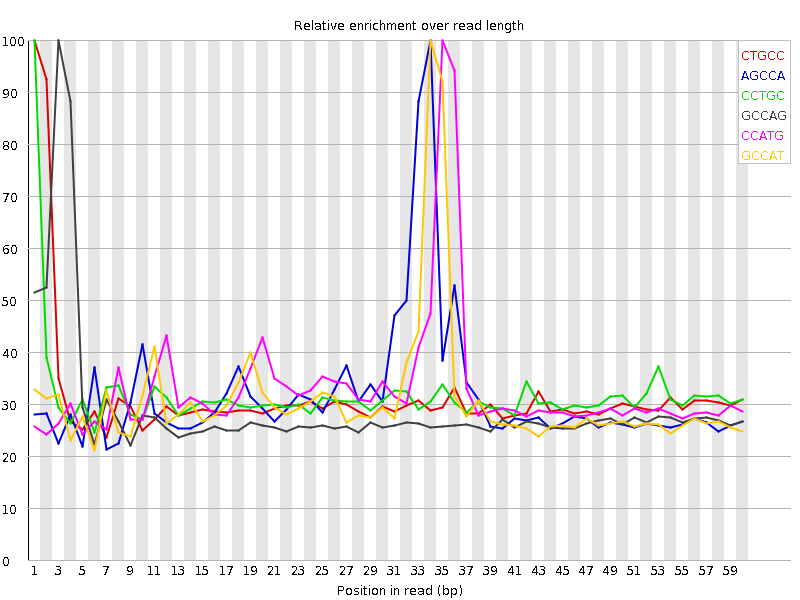 Relative enrichment over read length
100
90
80
70
60
50
40
30
20
10
0
CTGCC
AGCCA
CCTGC
GCCAG
CCATG
GCCAT
1 3 5 7 9 11 13 15 17 19 21 23 25 27 29 31 33 35 37 39 41 43 45 47 49 51 53 55 57 59
Position in read (bp)